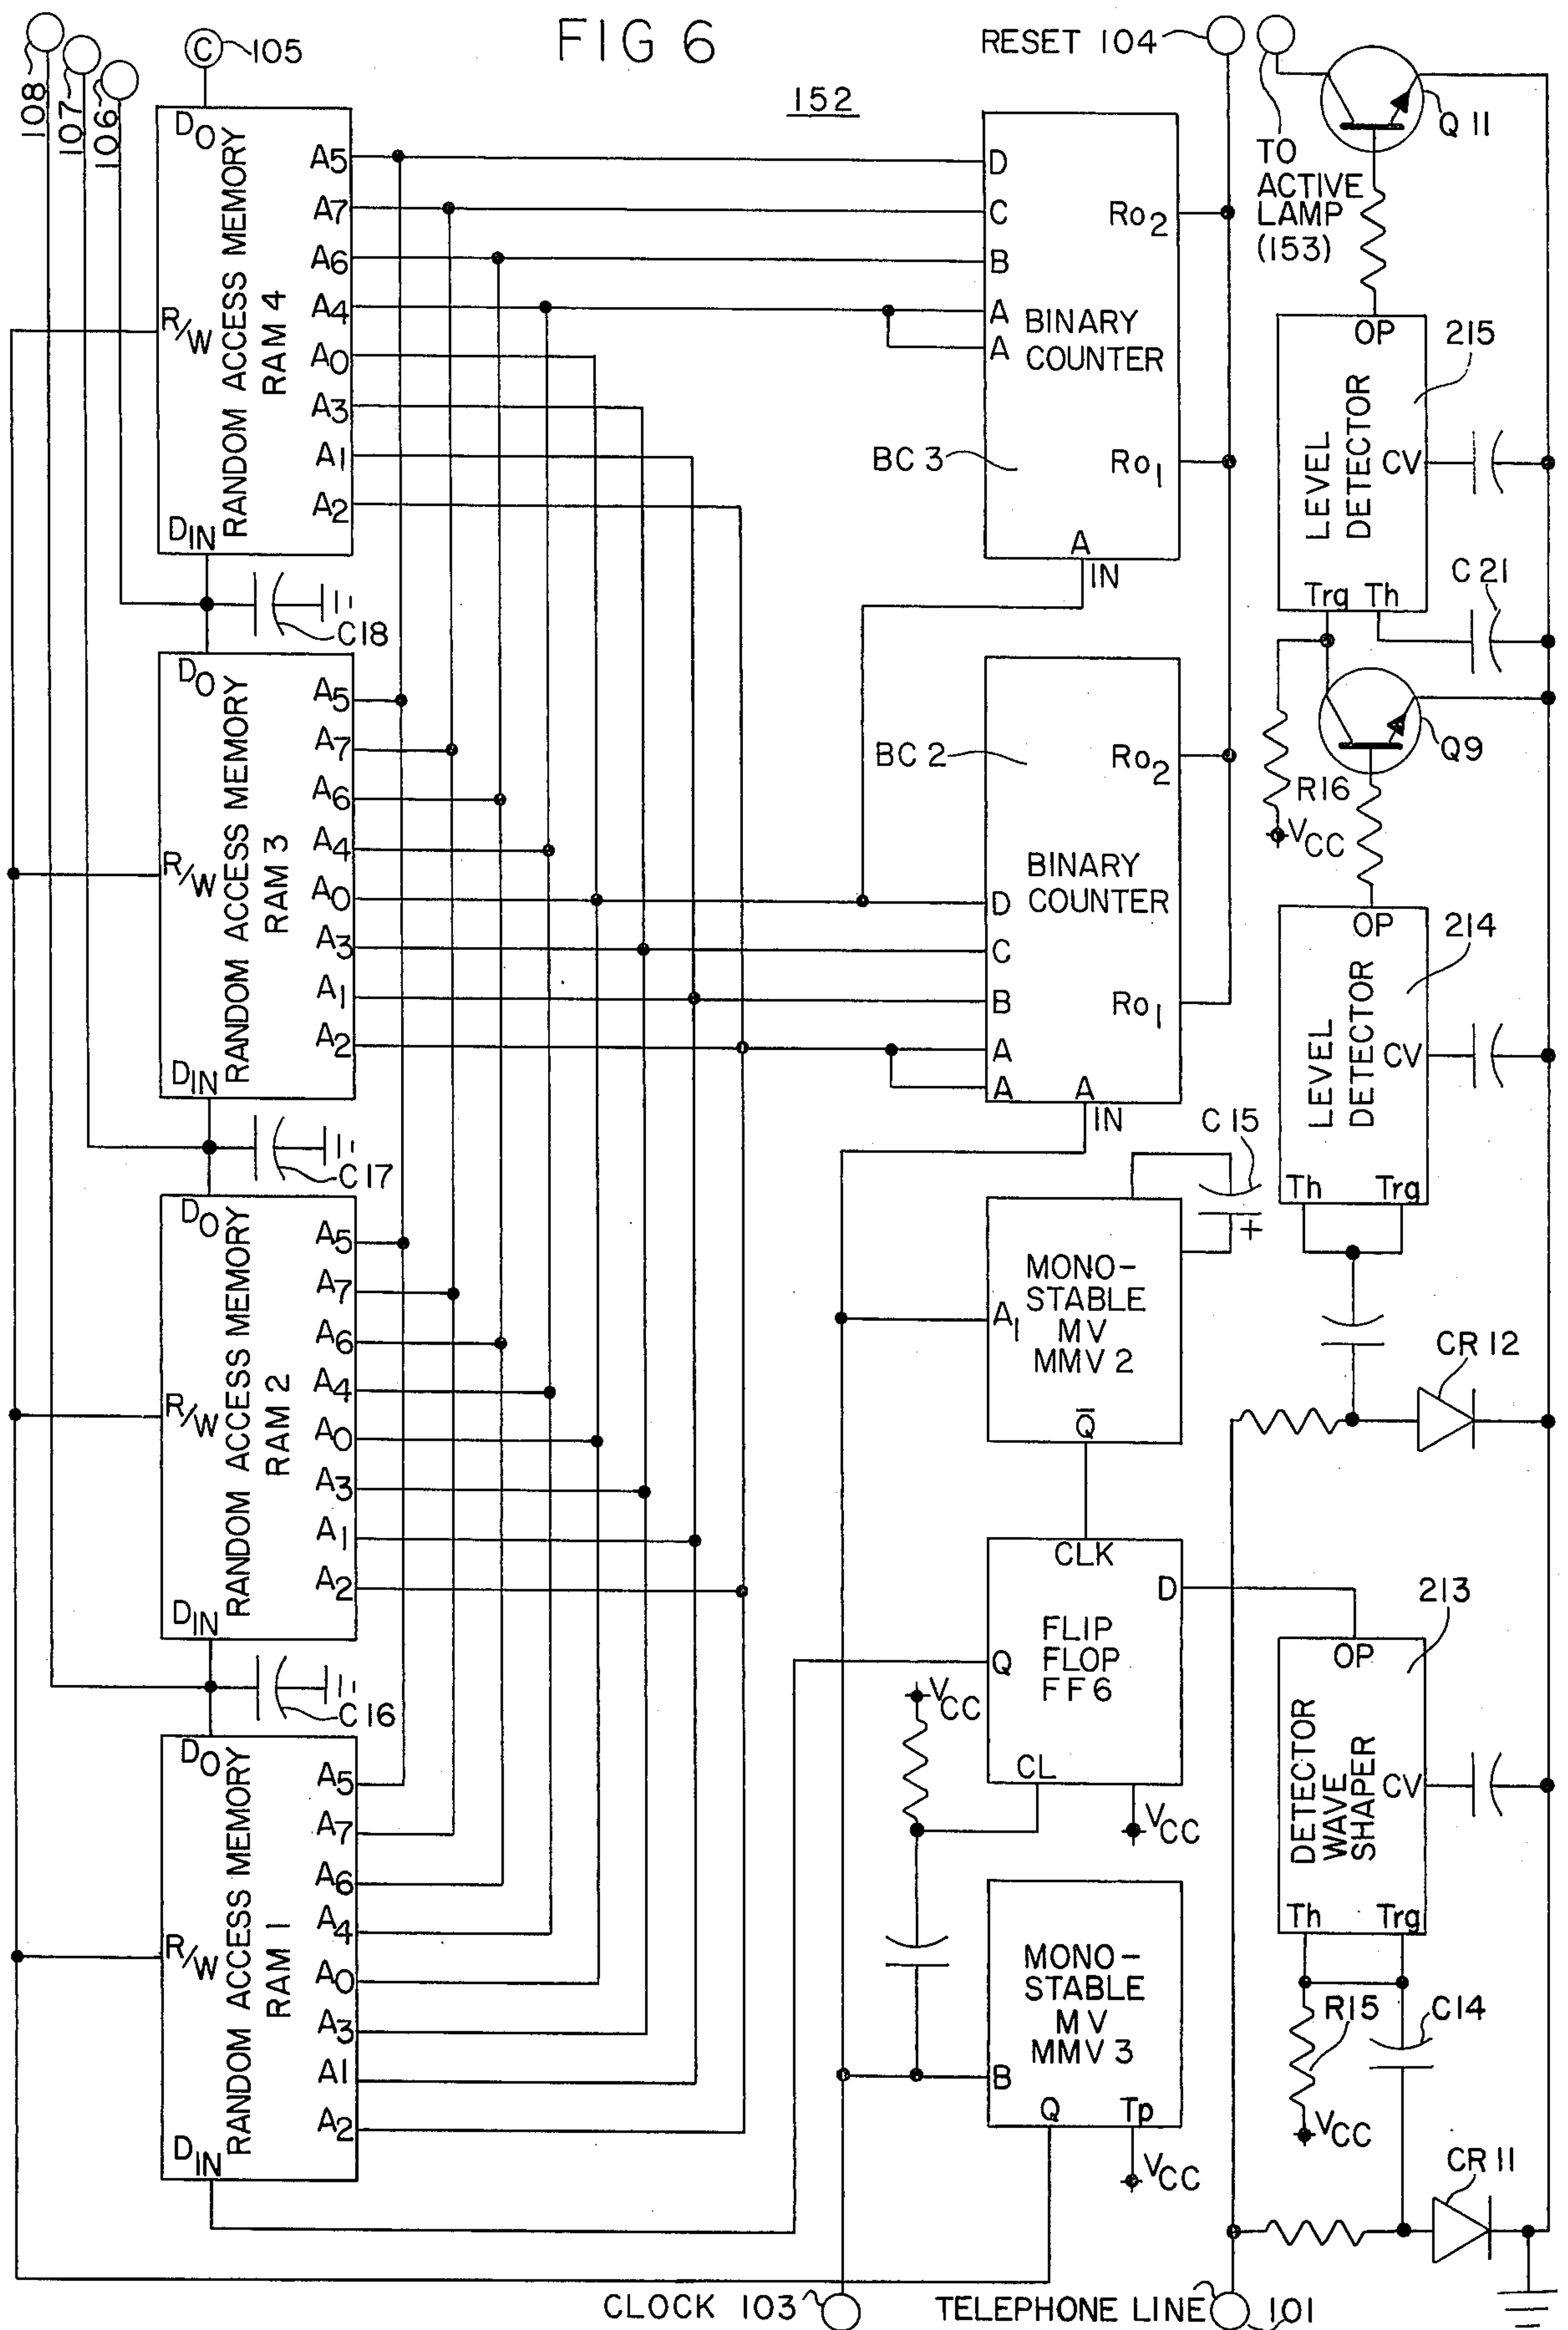 FIG 6
108
107
106
C
105
152
RESET 104
TO
ACTIVE
LAMP
(153)
Q 11
DO
RANDOM ACCESS MEMORY
RAM 4
R/W
DIN
A5
A7
A6
A4
A0
A3
A1
A2
C18
D
C
B
A
A
BINARY
COUNTER
BC 3
Ro2
Ro1
A
IN
OP
215
LEVEL
DETECTOR
CV
Trg
Th
C 21
Q9
R16
VCC
DO
RANDOM ACCESS MEMORY
RAM 3
R/W
DIN
A5
A7
A6
A4
A0
A3
A1
A2
C17
BC 2
BINARY
COUNTER
D
C
B
A
A
Ro2
Ro1
A
IN
OP
214
LEVEL
DETECTOR
CV
Th
Trg
CR 12
C 15
+
MONO-
STABLE
MV
MMV 2
A1
Q̄
DO
RANDOM ACCESS MEMORY
RAM 2
R/W
DIN
A5
A7
A6
A4
A0
A3
A1
A2
C16
CLK
D
FLIP
FLOP
FF6
Q
CL
VCC
VCC
213
OP
DETECTOR
WAVE
SHAPER
CV
Th
Trg
R15
C14
VCC
CR 11
DO
RANDOM ACCESS MEMORY
RAM 1
R/W
DIN
A5
A7
A6
A4
A0
A3
A1
A2
MONO-
STABLE
MV
MMV 3
B
Q
Tp
VCC
CLOCK 103
TELEPHONE LINE
101